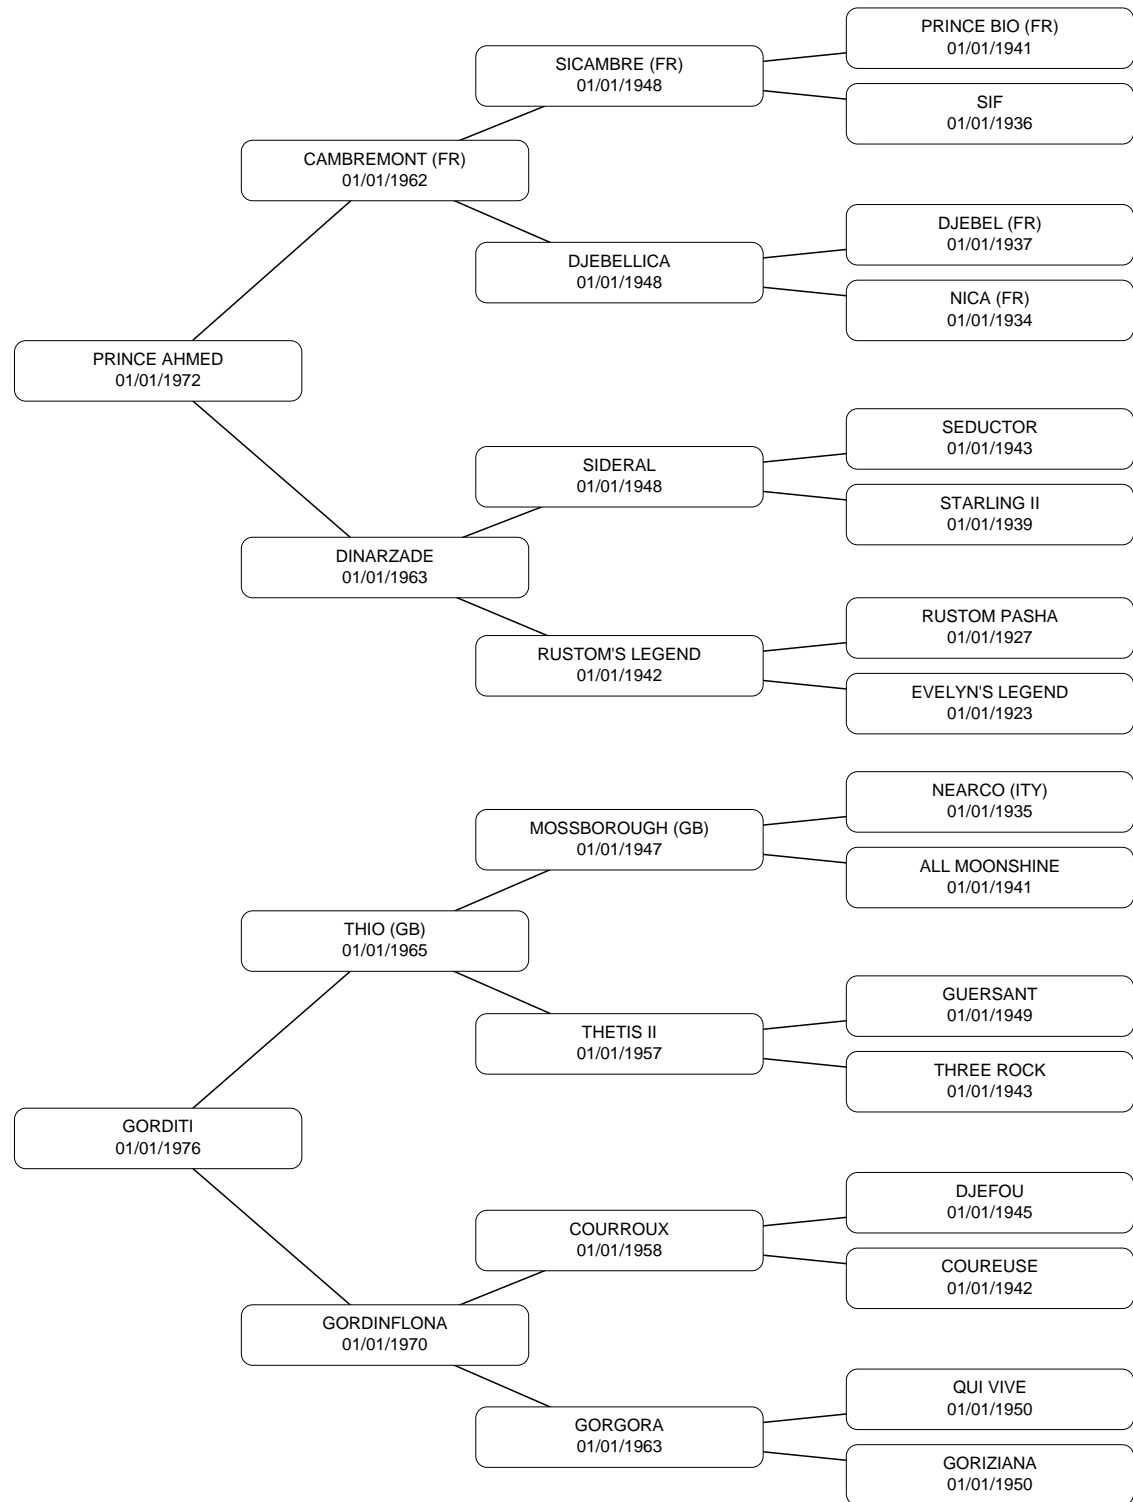 PRINCE BIO (FR)
01/01/1941
SICAMBRE (FR)
01/01/1948
SIF
01/01/1936
CAMBREMONT (FR)
01/01/1962
DJEBEL (FR)
01/01/1937
DJEBELLICA
01/01/1948
NICA (FR)
01/01/1934
PRINCE AHMED
01/01/1972
SEDUCTOR
01/01/1943
SIDERAL
01/01/1948
STARLING II
01/01/1939
DINARZADE
01/01/1963
RUSTOM PASHA
01/01/1927
RUSTOM'S LEGEND
01/01/1942
EVELYN'S LEGEND
01/01/1923
NEARCO (ITY)
01/01/1935
MOSSBOROUGH (GB)
01/01/1947
ALL MOONSHINE
01/01/1941
THIO (GB)
01/01/1965
GUERSANT
01/01/1949
THETIS II
01/01/1957
THREE ROCK
01/01/1943
GORDITI
01/01/1976
DJEFOU
01/01/1945
COURROUX
01/01/1958
COUREUSE
01/01/1942
GORDINFLONA
01/01/1970
QUI VIVE
01/01/1950
GORGORA
01/01/1963
GORIZIANA
01/01/1950